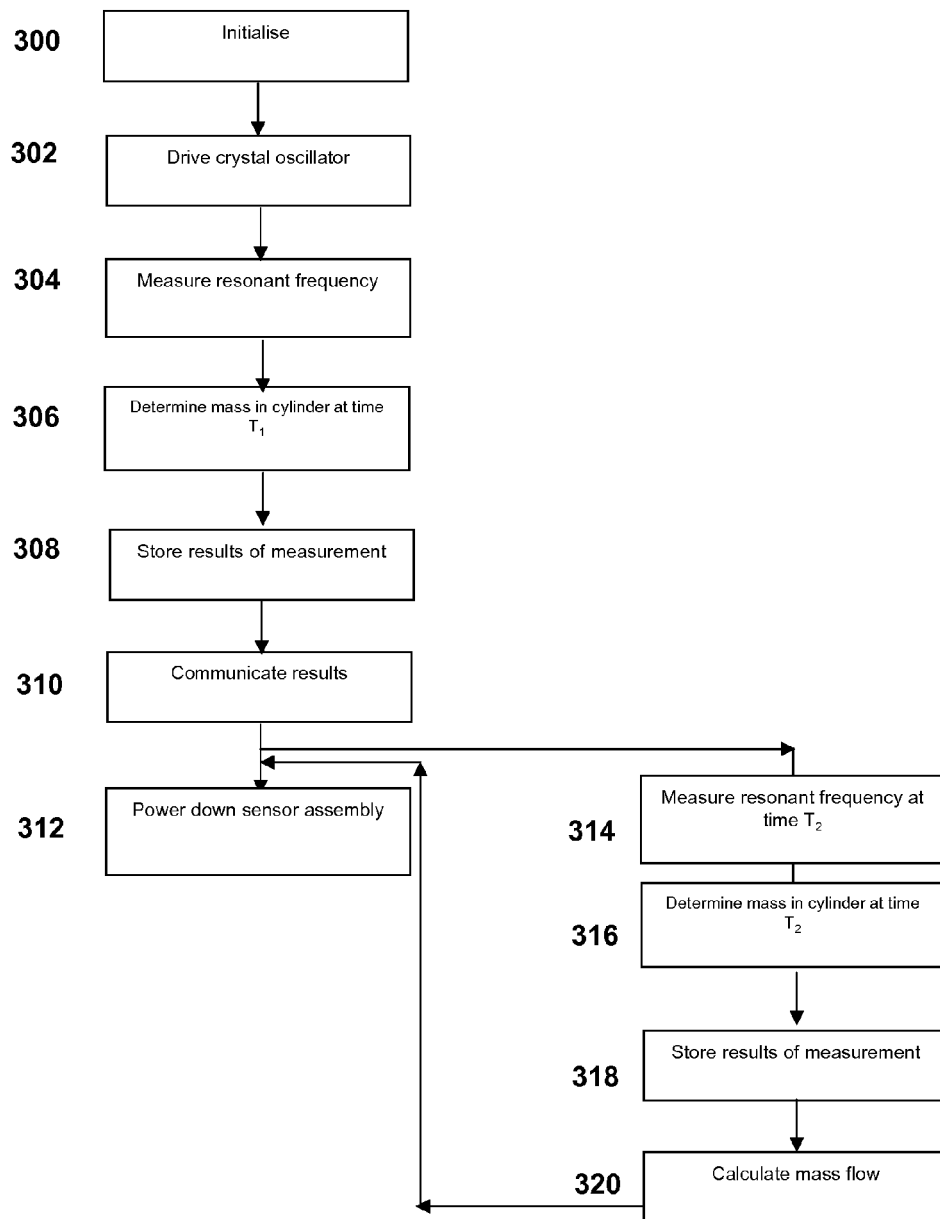 300
Initialise
302
Drive crystal oscillator
304
Measure resonant frequency
306
Determine mass in cylinder at time
T₁
308
Store results of measurement
310
Communicate results
312
Power down sensor assembly
314
Measure resonant frequency at
time T₂
316
Determine mass in cylinder at time
T₂
318
Store results of measurement
320
Calculate mass flow